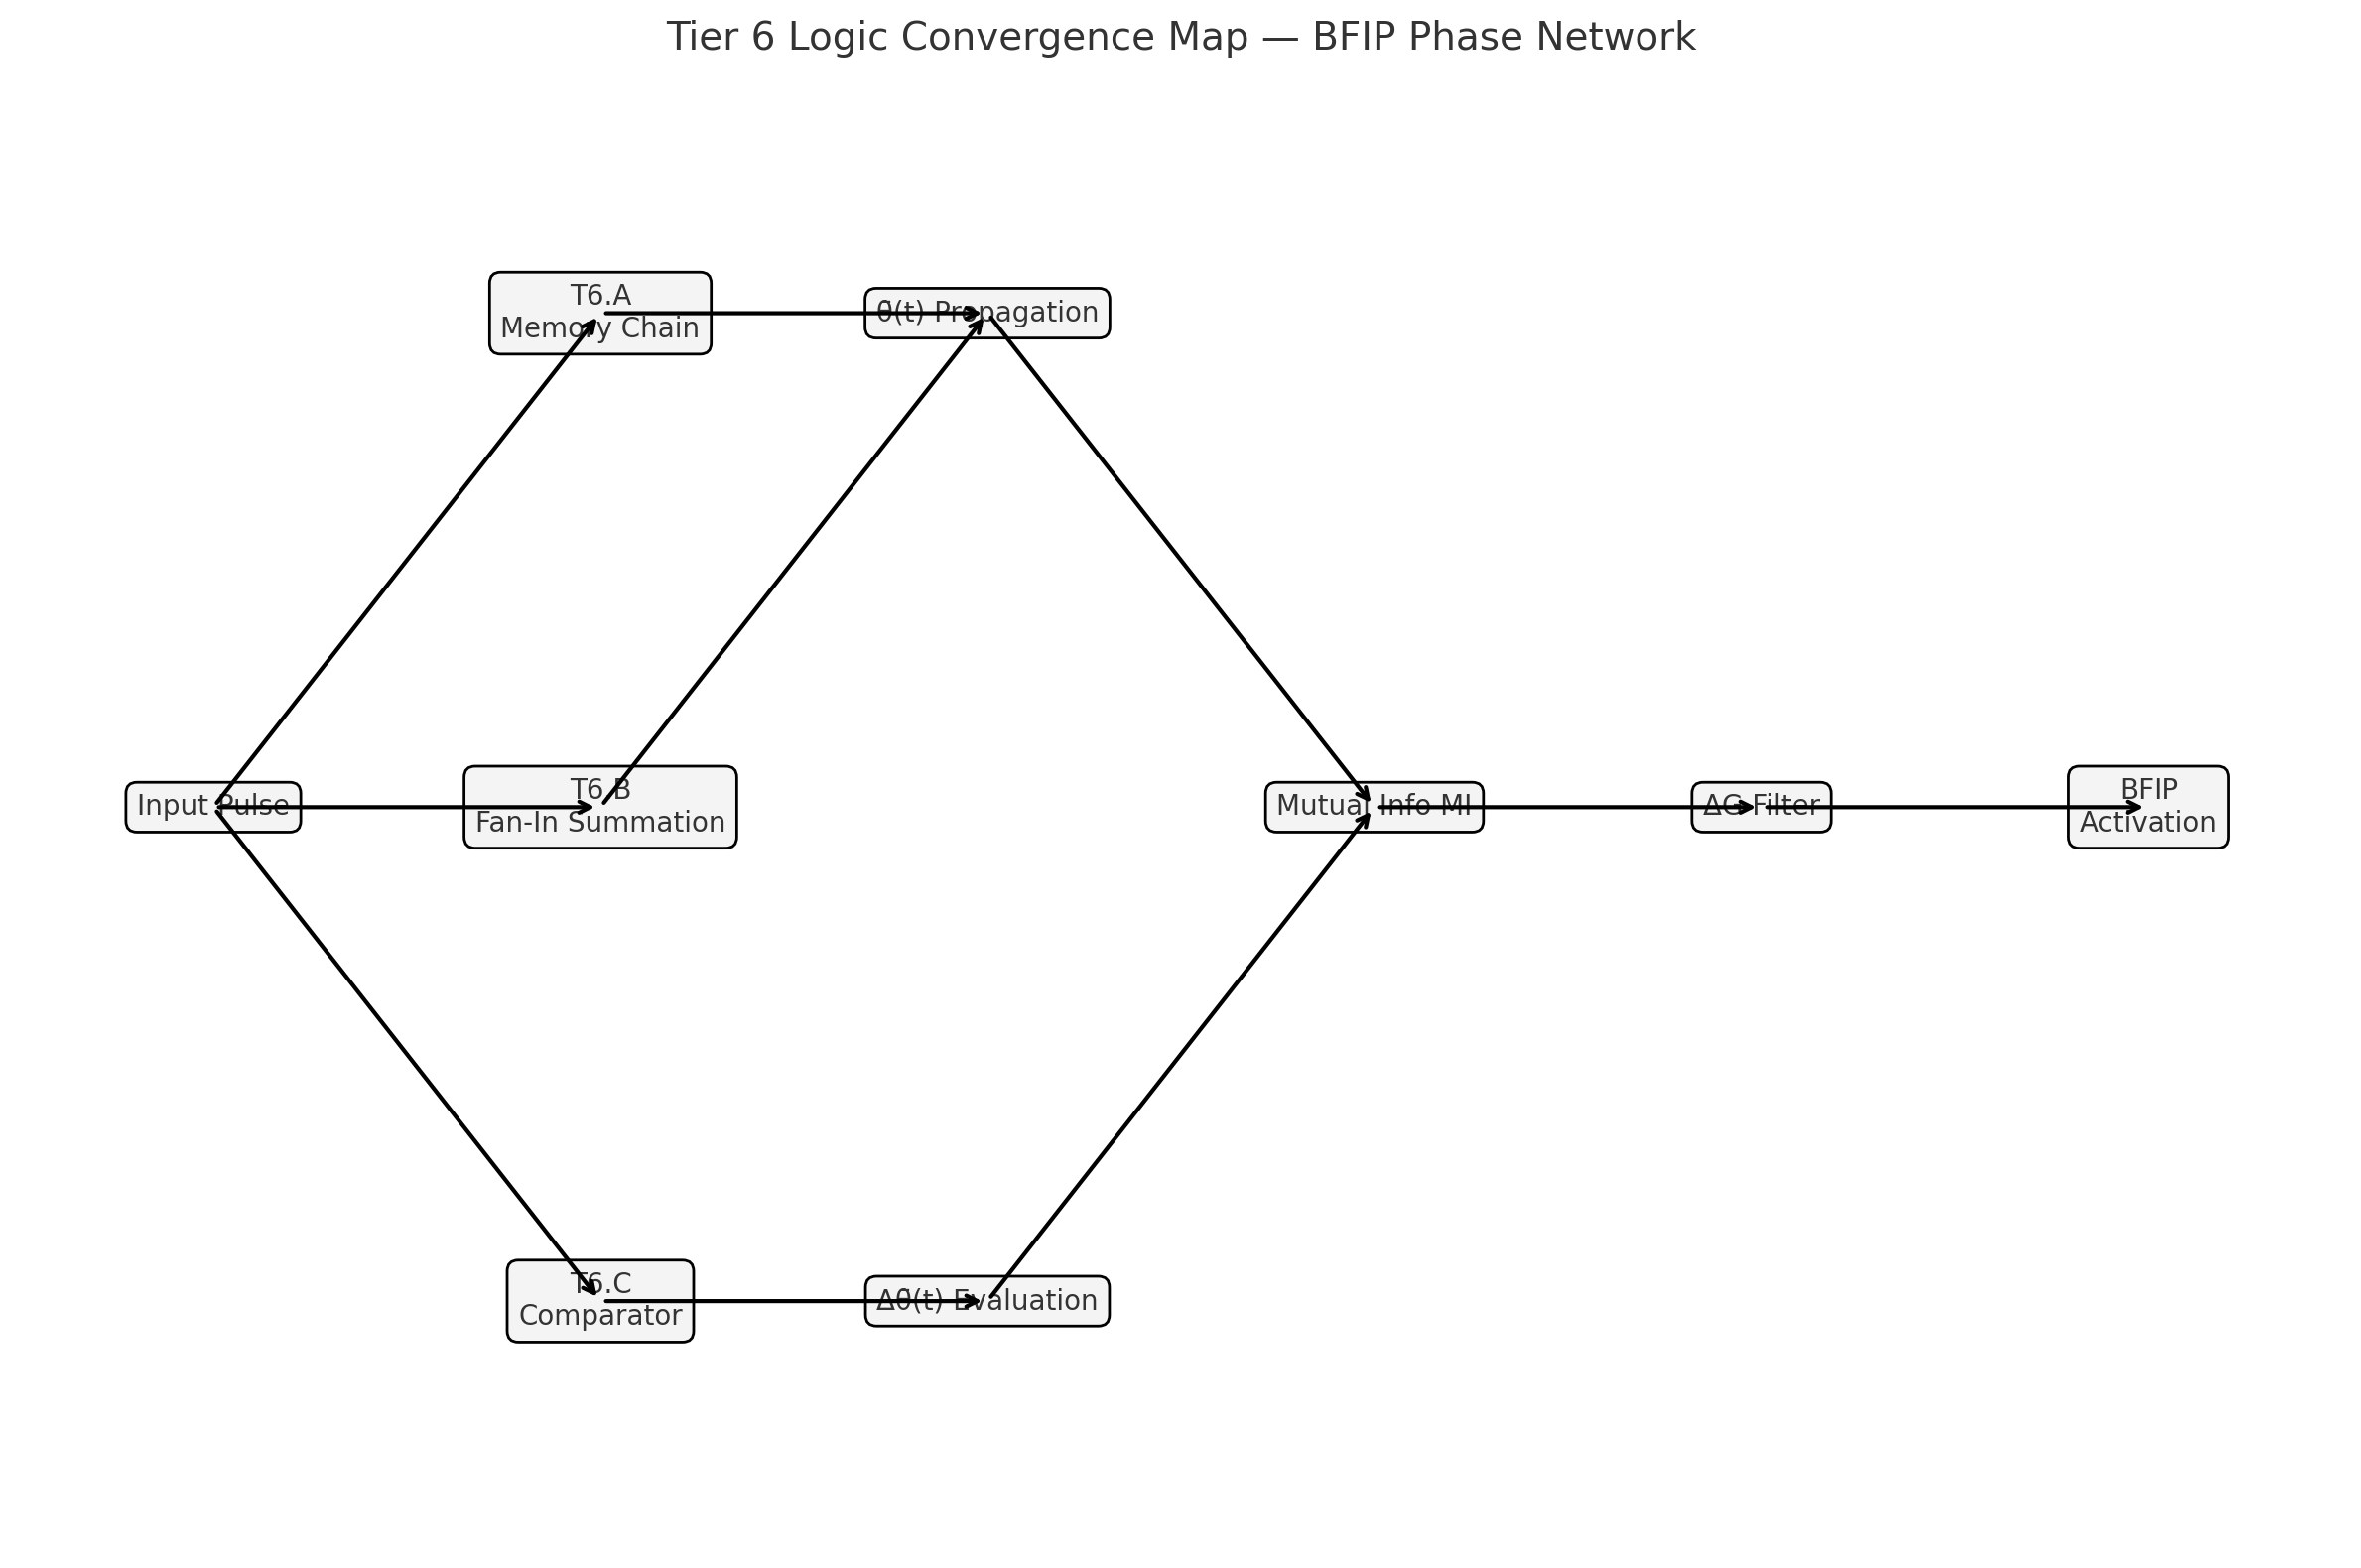 Tier 6 Logic Convergence Map — BFIP Phase Network
T6.A
Memory Chain
θ(t) Propagation
Input Pulse
T6.B
Fan-In Summation
Mutual Info MI
ΔG Filter
BFIP
Activation
T6.C
Comparator
Δθ(t) Evaluation